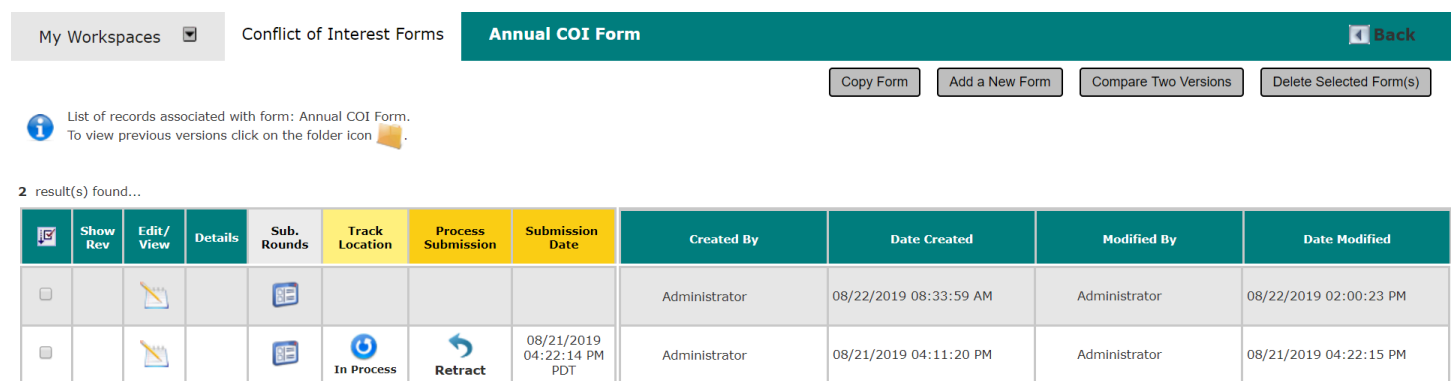 My Workspaces
Conflict of Interest Forms
Annual COI Form
Back
Copy Form
Add a New Form
Compare Two Versions
Delete Selected Form(s)
List of records associated with form: Annual COI Form.
To view previous versions click on the folder icon .
2 result(s) found...
Show Rev
Edit/ View
Details
Sub. Rounds
Track Location
Process Submission
Submission Date
Created By
Date Created
Modified By
Date Modified
Administrator
08/22/2019 08:33:59 AM
Administrator
08/22/2019 02:00:23 PM
In Process
Retract
08/21/2019
04:22:14 PM
PDT
Administrator
08/21/2019 04:11:20 PM
Administrator
08/21/2019 04:22:15 PM